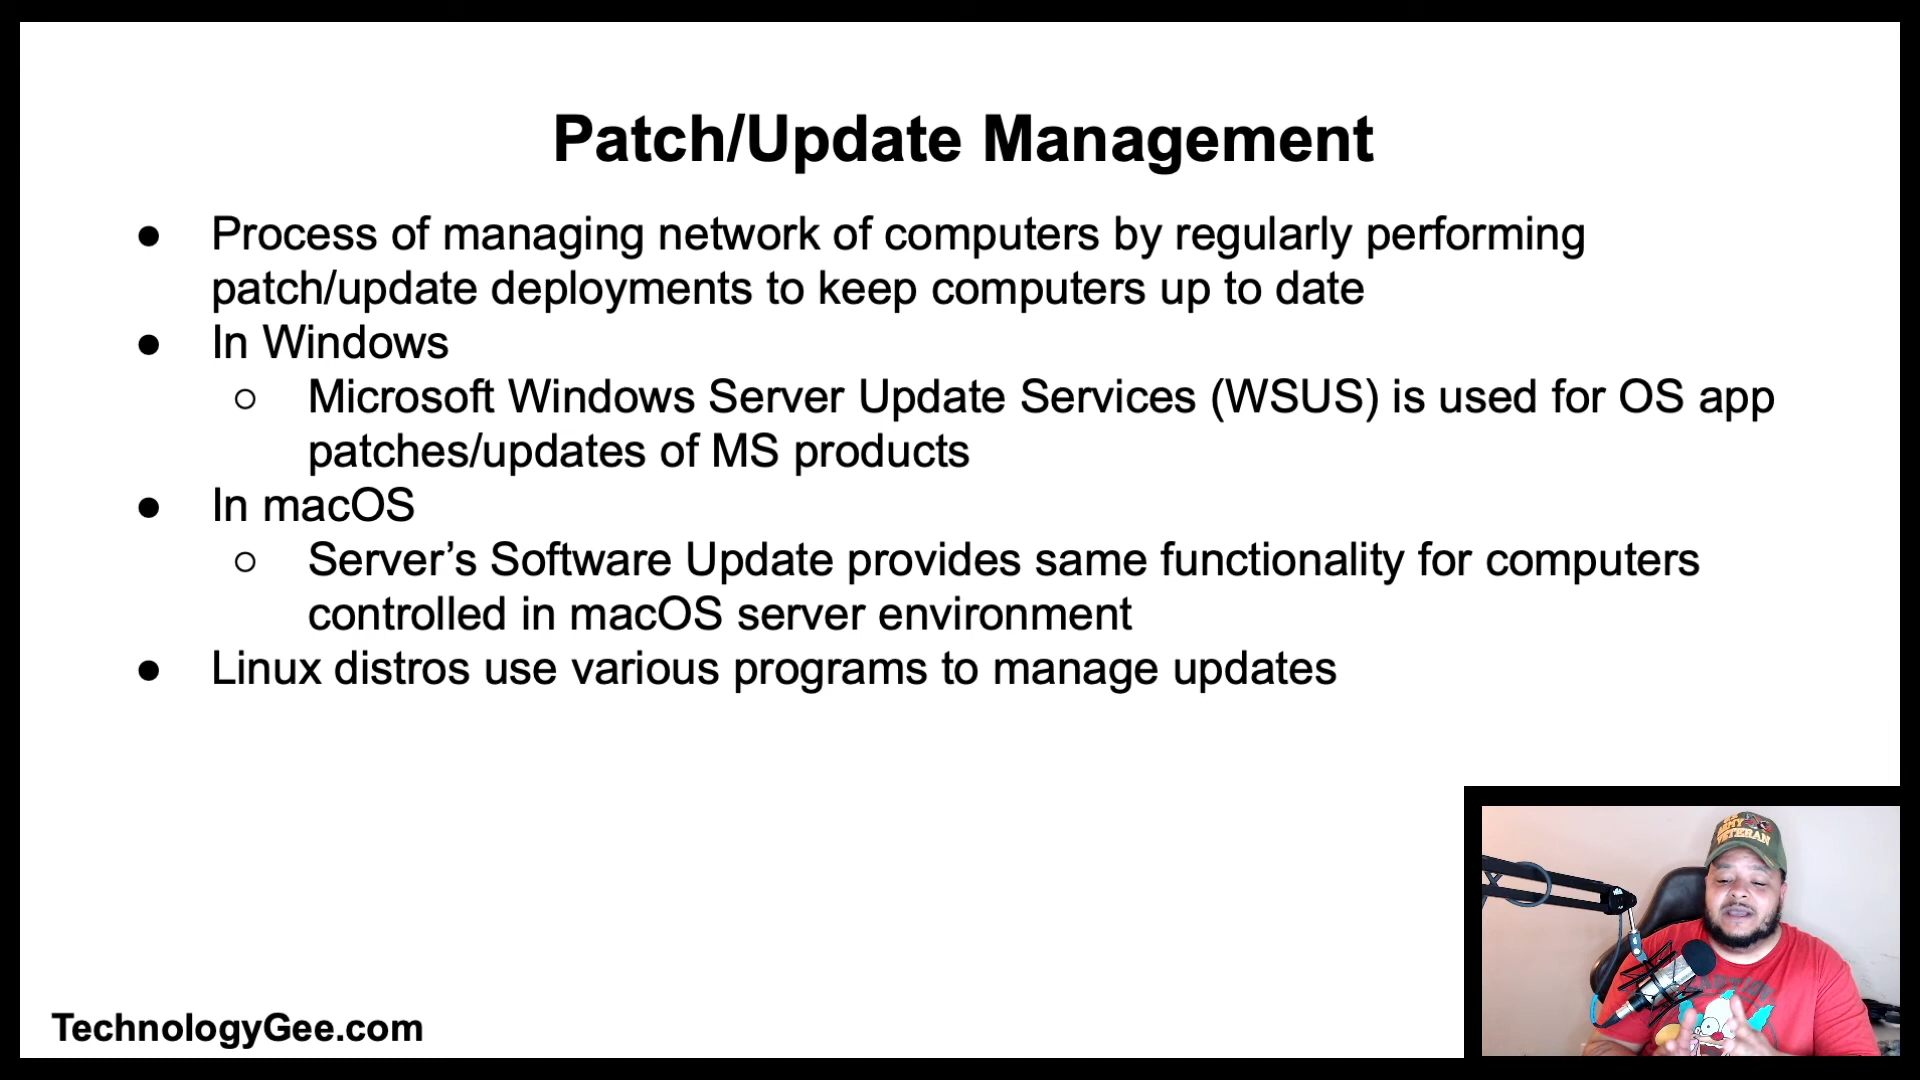 Patch/Update Management
● Process of managing network of computers by regularly performing
patch/update deployments to keep computers up to date
● In Windows
○ Microsoft Windows Server Update Services (WSUS) is used for OS app
patches/updates of MS products
● In macOS
○ Server’s Software Update provides same functionality for computers
controlled in macOS server environment
● Linux distros use various programs to manage updates
ARMY
VETERAN
TechnologyGee.com